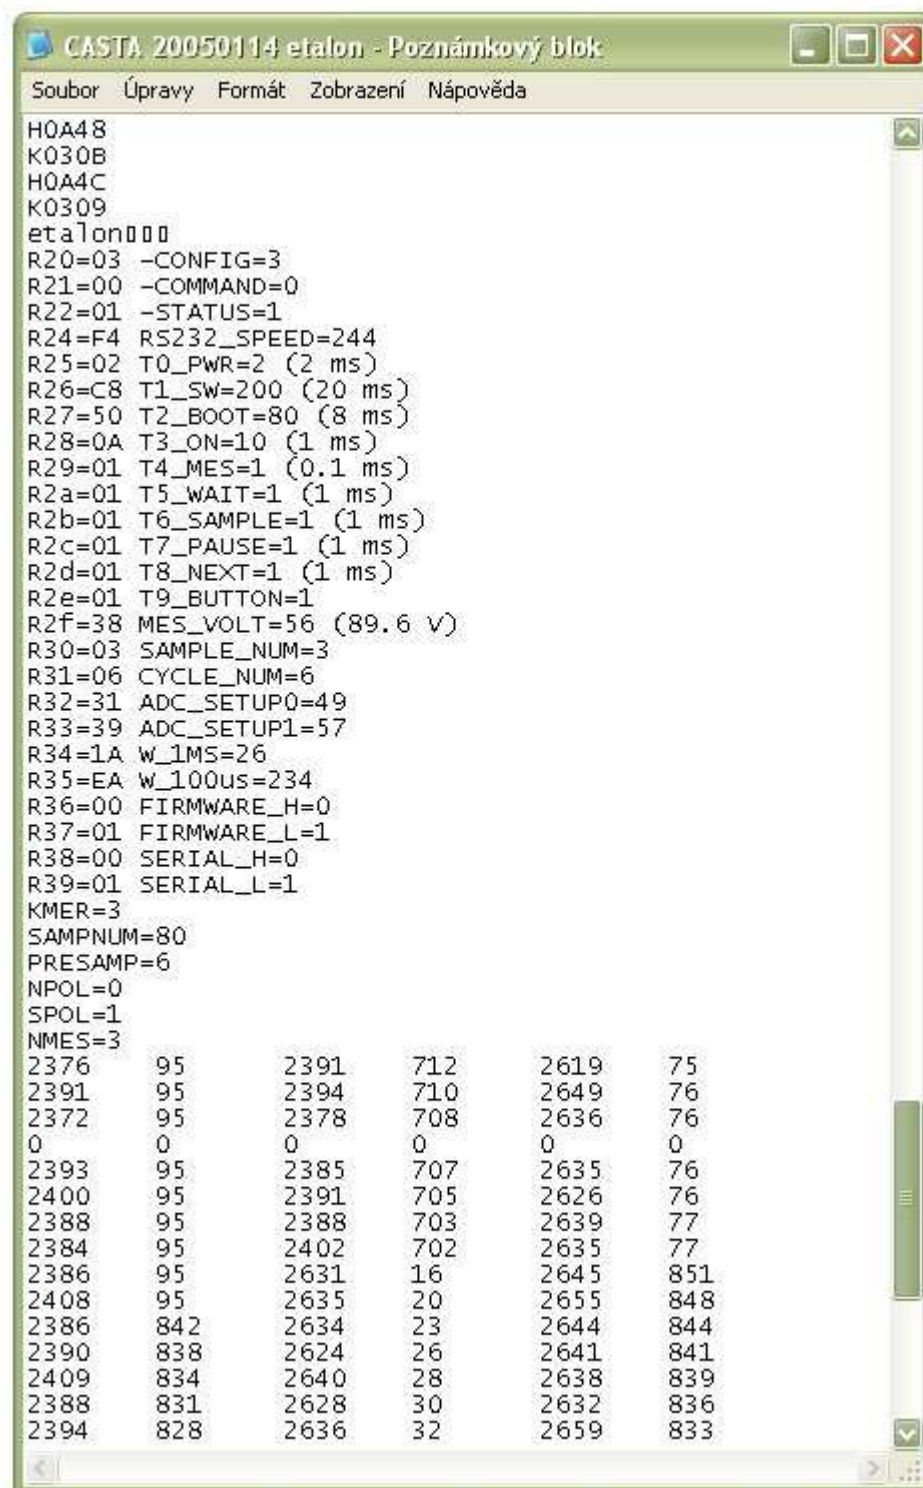 CASTA 20050114 etalon - Poznámkový blok
Soubor Úpravy Formát Zobrazení Nápověda
H0A48
K030B
H0A4C
K0309
etalon▯▯▯
R20=03 -CONFIG=3
R21=00 -COMMAND=0
R22=01 -STATUS=1
R24=F4 RS232_SPEED=244
R25=02 T0_PWR=2 (2 ms)
R26=C8 T1_SW=200 (20 ms)
R27=50 T2_BOOT=80 (8 ms)
R28=0A T3_ON=10 (1 ms)
R29=01 T4_MES=1 (0.1 ms)
R2a=01 T5_WAIT=1 (1 ms)
R2b=01 T6_SAMPLE=1 (1 ms)
R2c=01 T7_PAUSE=1 (1 ms)
R2d=01 T8_NEXT=1 (1 ms)
R2e=01 T9_BUTTON=1
R2f=38 MES_VOLT=56 (89.6 V)
R30=03 SAMPLE_NUM=3
R31=06 CYCLE_NUM=6
R32=31 ADC_SETUP0=49
R33=39 ADC_SETUP1=57
R34=1A W_1MS=26
R35=EA W_100us=234
R36=00 FIRMWARE_H=0
R37=01 FIRMWARE_L=1
R38=00 SERIAL_H=0
R39=01 SERIAL_L=1
KMER=3
SAMPNUM=80
PRESAMP=6
NPOL=0
SPOL=1
NMES=3
2376 95 2391 712 2619 75
2391 95 2394 710 2649 76
2372 95 2378 708 2636 76
0 0 0 0 0 0
2393 95 2385 707 2635 76
2400 95 2391 705 2626 76
2388 95 2388 703 2639 77
2384 95 2402 702 2635 77
2386 95 2631 16 2645 851
2408 95 2635 20 2655 848
2386 842 2634 23 2644 844
2390 838 2624 26 2641 841
2409 834 2640 28 2638 839
2388 831 2628 30 2632 836
2394 828 2636 32 2659 833